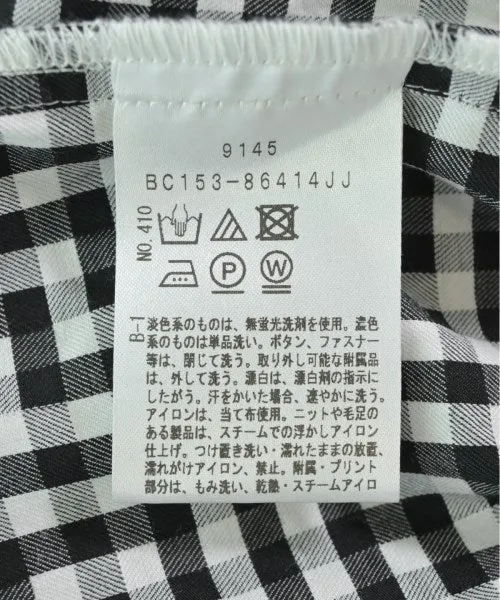 9145
BC153-86414JJ
NO.410
P
W
B-1
淡色系のものは、無蛍光洗剤を使用。濃色
系のものは単品洗い。ボタン、ファスナー
等は、閉じて洗う。取り外し可能な附属品
は、外して洗う。漂白は、漂白剤の指示に
したがう。汗をかいた場合、速やかに洗う。
アイロンは、当て布使用。ニットや毛足の
ある製品は、スチームでの浮かしアイロン
仕上げ。つけ置き洗い・濡れたままの放置、
濡れがけアイロン、禁止。附属・プリント
部分は、もみ洗い、乾熱・スチームアイロ